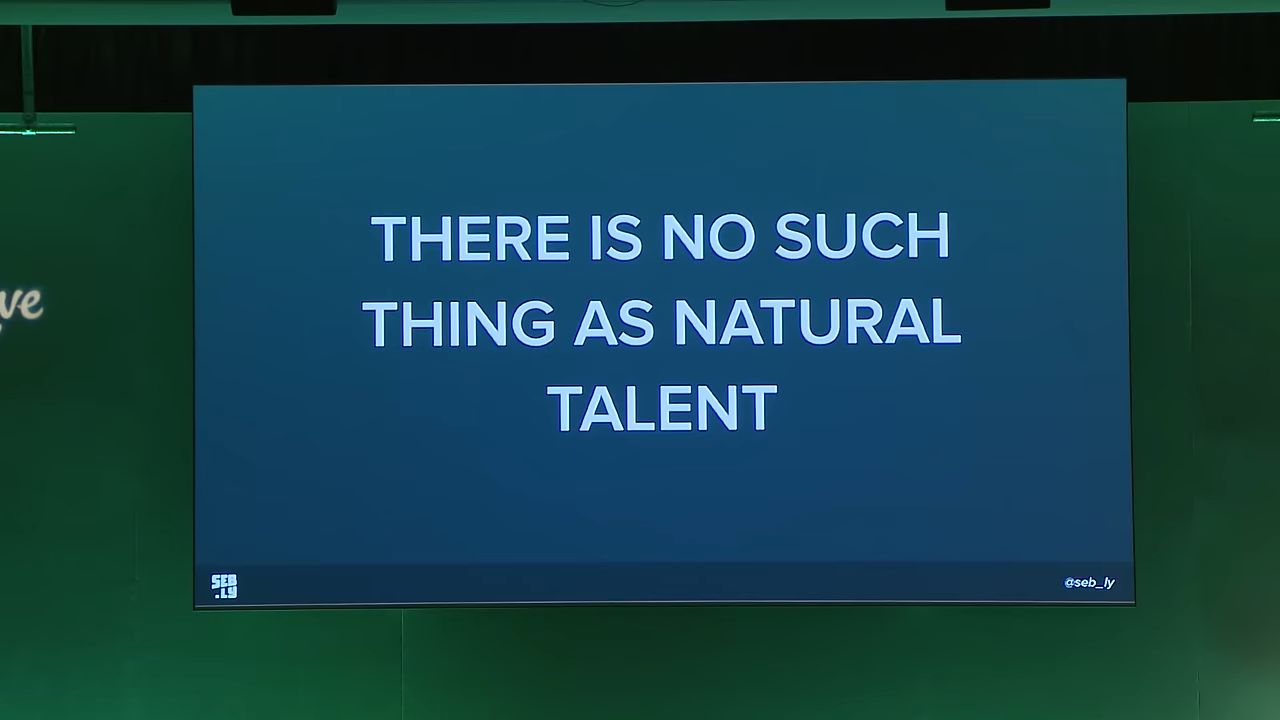 THERE IS NO SUCH
THING AS NATURAL
TALENT
SEB
.LY
@seb_ly